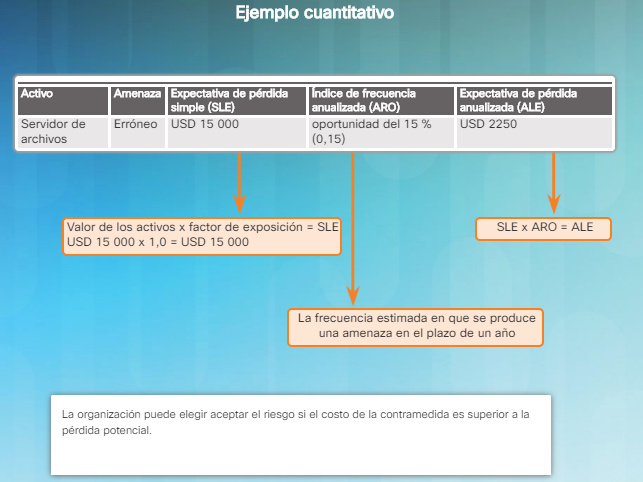 Ejemplo cuantitativo
Activo
Amenaza
Expectativa de pérdida
simple (SLE)
Índice de frecuencia
anualizada (ARO)
Expectativa de pérdida
anualizada (ALE)
Servidor de
archivos
Erróneo
USD 15 000
oportunidad del 15 %
(0,15)
USD 2250
Valor de los activos x factor de exposición = SLE
USD 15 000 x 1,0 = USD 15 000
SLE x ARO = ALE
La frecuencia estimada en que se produce
una amenaza en el plazo de un año
La organización puede elegir aceptar el riesgo si el costo de la contramedida es superior a la
pérdida potencial.